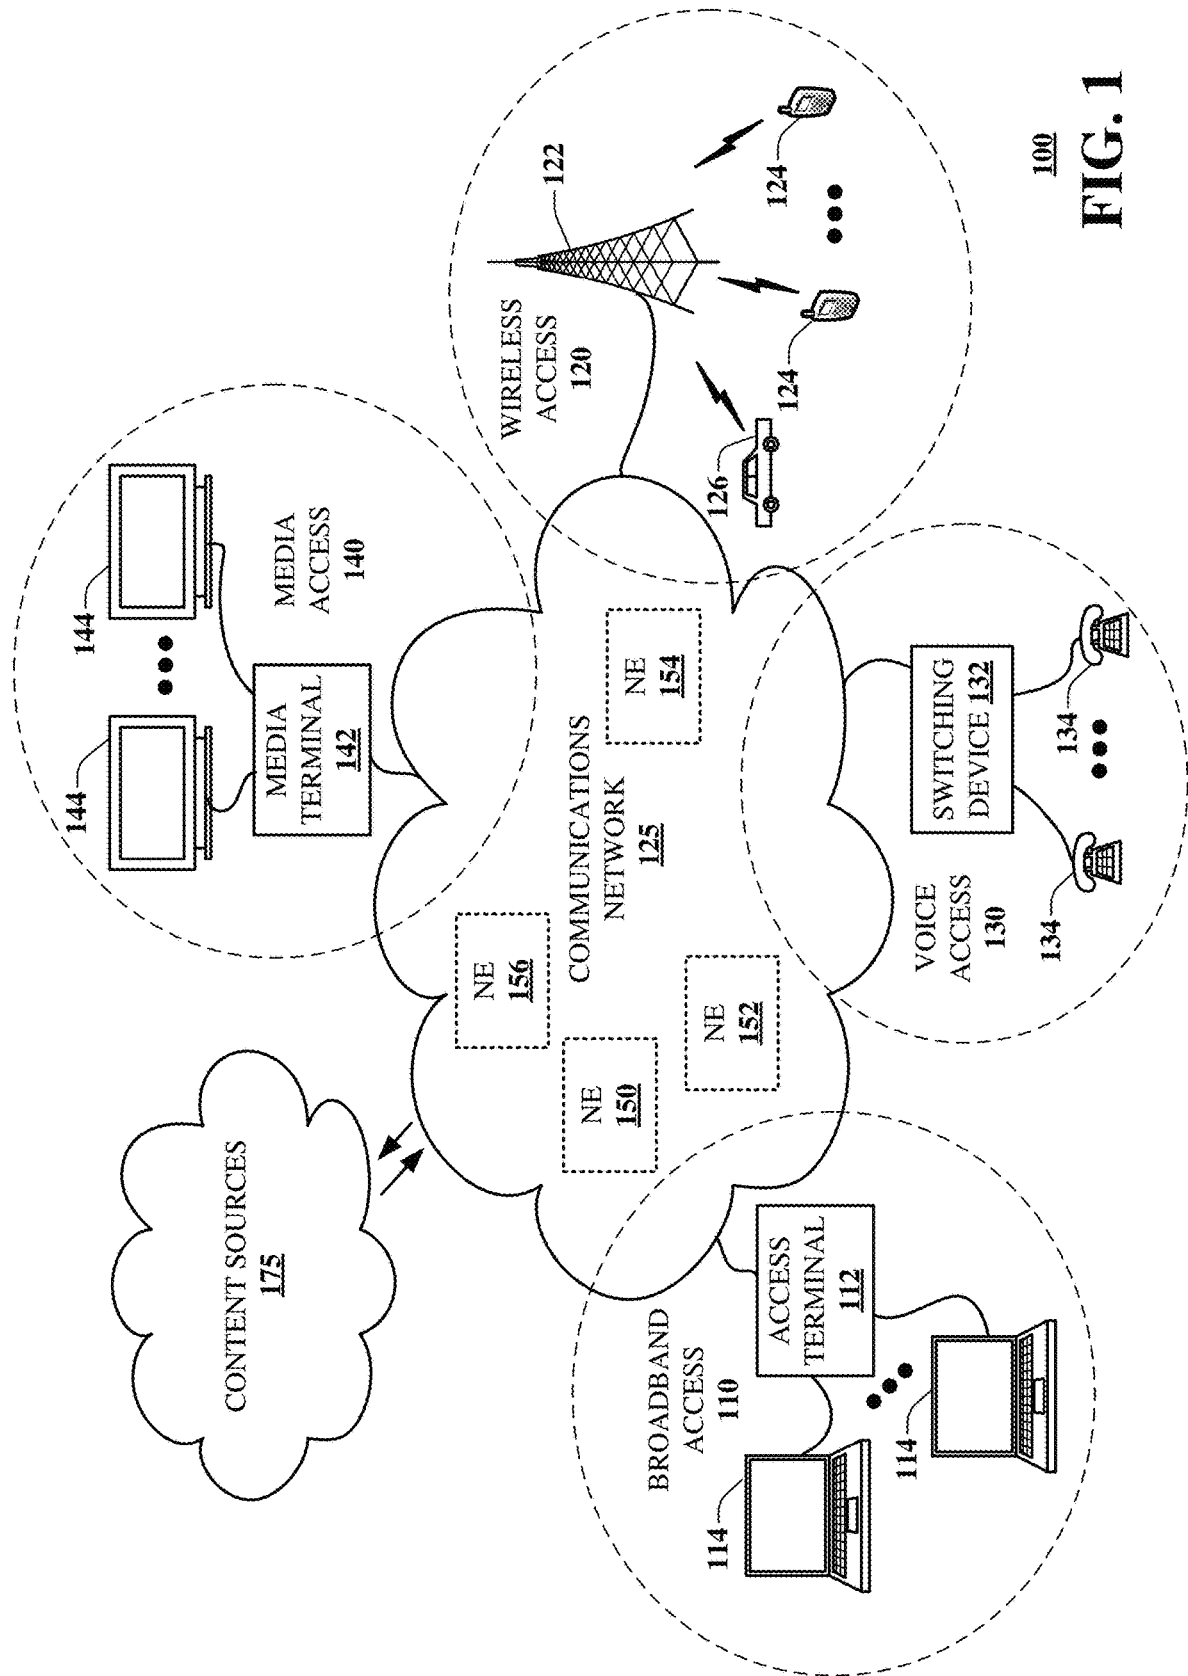 CONTENT SOURCES
175
144
144
MEDIA
TERMINAL
142
MEDIA
ACCESS
140
NE
156
NE
150
NE
152
COMMUNICATIONS
NETWORK
125
NE
154
WIRELESS
ACCESS
120
122
124
124
126
BROADBAND
ACCESS
110
ACCESS
TERMINAL
112
114
114
VOICE
ACCESS
130
SWITCHING
DEVICE 132
134
134
100
FIG. 1